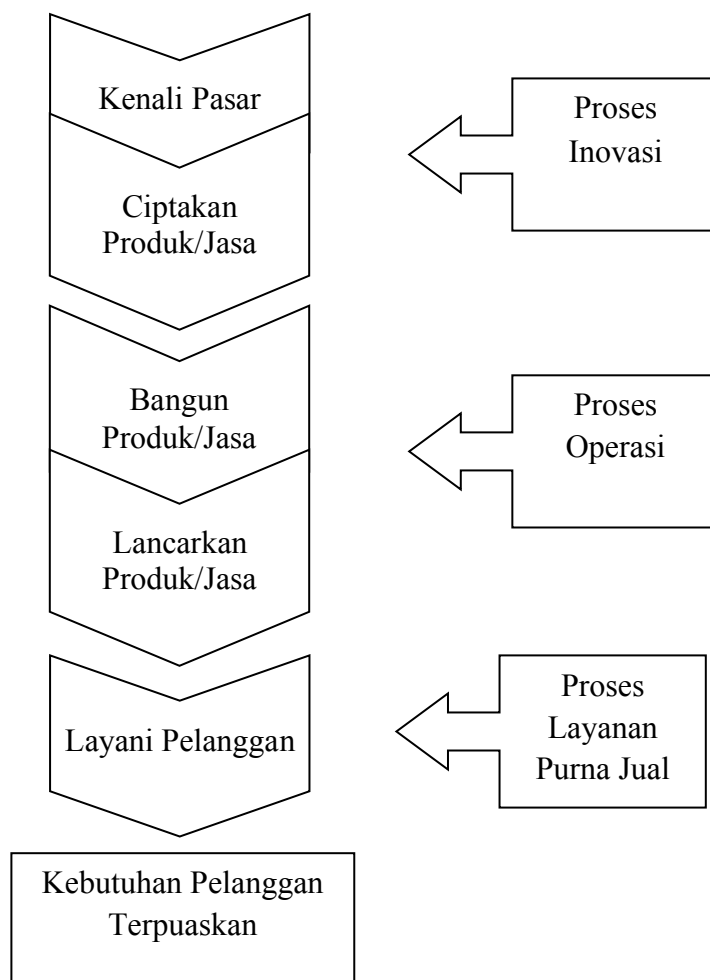 Kenali Pasar
Proses
Inovasi
Ciptakan
Produk/Jasa
Bangun
Produk/Jasa
Proses
Operasi
Lancarkan
Produk/Jasa
Layani Pelanggan
Proses
Layanan
Purna Jual
Kebutuhan Pelanggan
Terpuaskan